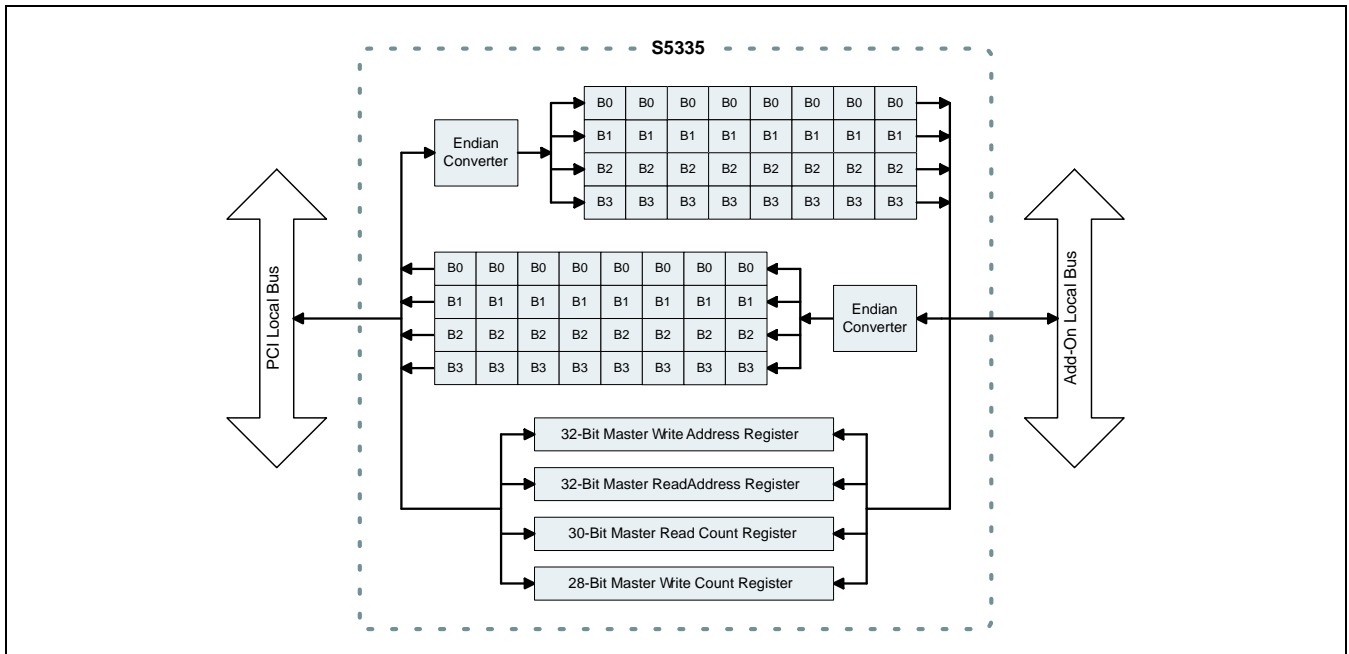 S5335
Endian
Converter
B0 B0 B0 B0 B0 B0 B0 B0
B1 B1 B1 B1 B1 B1 B1 B1
B2 B2 B2 B2 B2 B2 B2 B2
B3 B3 B3 B3 B3 B3 B3 B3
PCI Local Bus
B0 B0 B0 B0 B0 B0 B0 B0
B1 B1 B1 B1 B1 B1 B1 B1
B2 B2 B2 B2 B2 B2 B2 B2
B3 B3 B3 B3 B3 B3 B3 B3
Endian
Converter
Add-On Local Bus
32-Bit Master Write Address Register
32-Bit Master ReadAddress Register
30-Bit Master Read Count Register
28-Bit Master Write Count Register